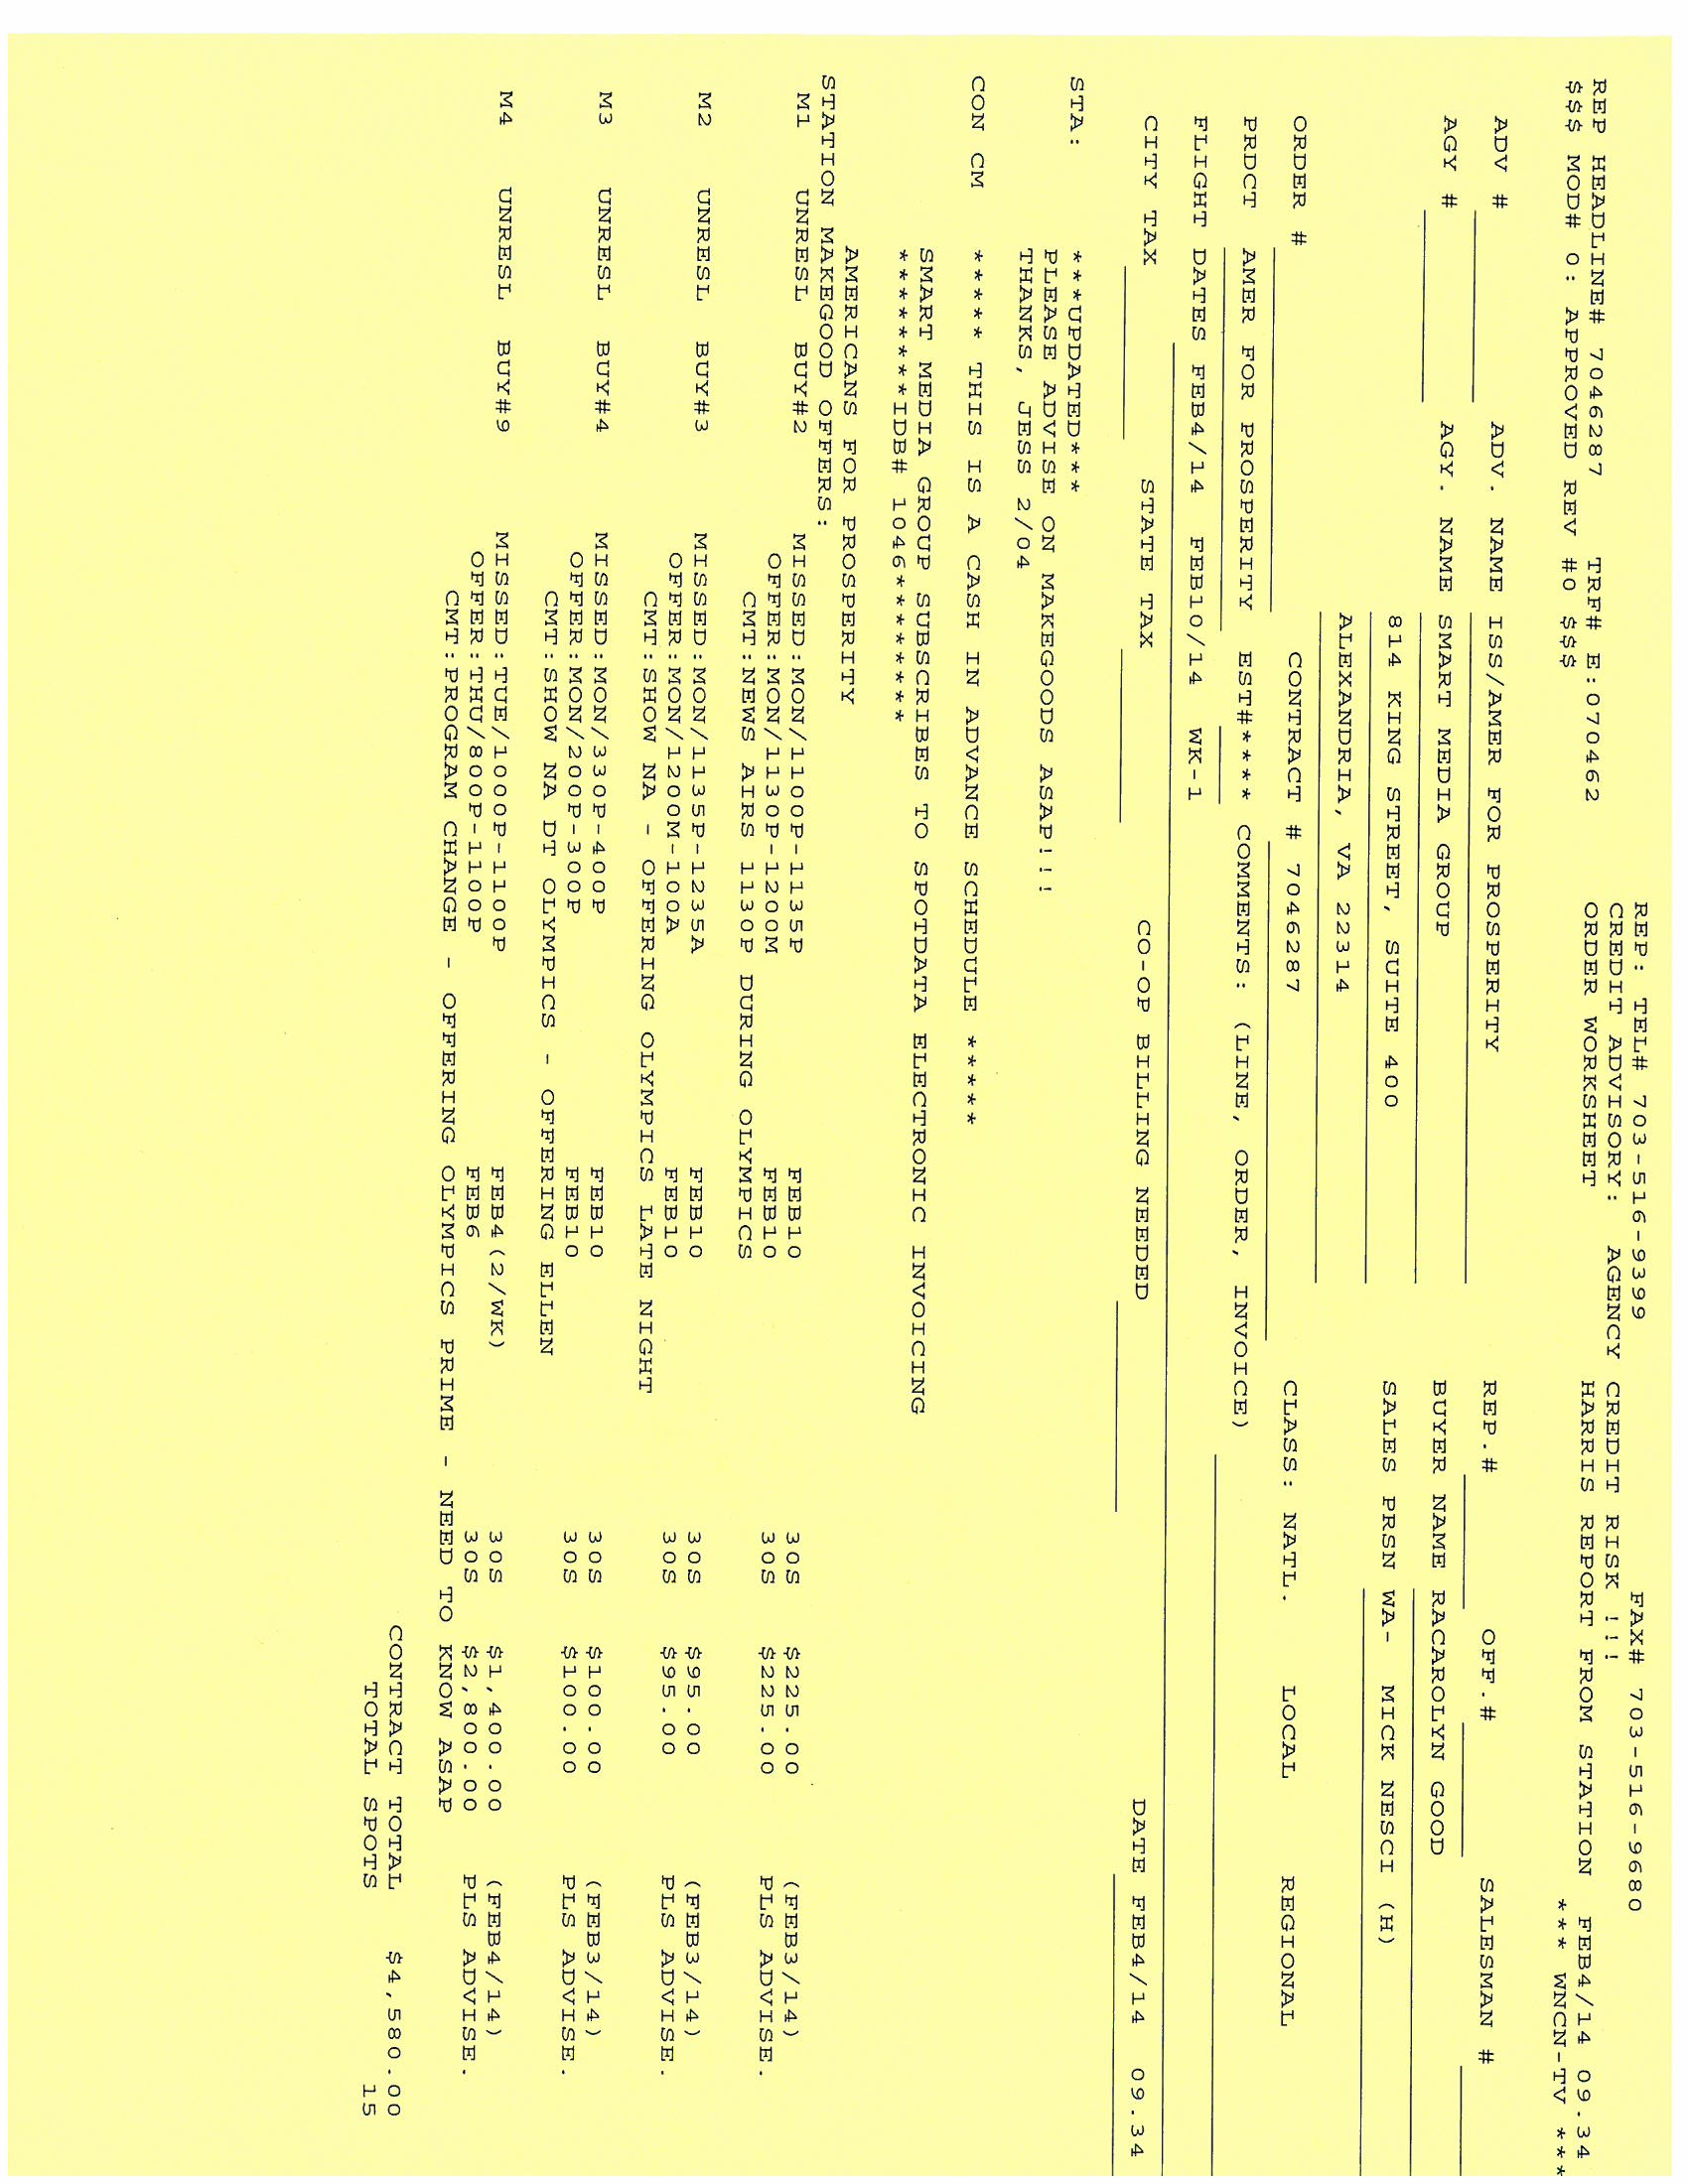 REP: TEL# 703-516-9399 FAX# 703-516-9680
CREDIT ADVISORY: AGENCY CREDIT RISK !!!
REP HEADLINE# 7046287 TRF# E:070462 ORDER WORKSHEET HARRIS REPORT FROM STATION FEB4/14 09.34
$$$ MOD# 0: APPROVED REV #0 $$$ *** WNCN-TV ***
ADV # ADV. NAME ISS/AMER FOR PROSPERITY REP.# OFF.# SALESMAN #
AGY # AGY. NAME SMART MEDIA GROUP BUYER NAME RACAROLYN GOOD
814 KING STREET, SUITE 400 SALES PRSN WA- MICK NESCI (H)
ALEXANDRIA, VA 22314
ORDER # CONTRACT # 7046287 CLASS: NATL. LOCAL REGIONAL
PRDCT AMER FOR PROSPERITY EST#**** COMMENTS: (LINE, ORDER, INVOICE)
FLIGHT DATES FEB4/14 FEB10/14 WK-1
CITY TAX STATE TAX CO-OP BILLING NEEDED DATE FEB4/14 09.34
STA: ***UPDATED***
PLEASE ADVISE ON MAKEGOODS ASAP!!!
THANKS, JESS 2/04
CON CM ***** THIS IS A CASH IN ADVANCE SCHEDULE *****
SMART MEDIA GROUP SUBSCRIBES TO SPOTDATA ELECTRONIC INVOICING
********IDB# 1046********
AMERICANS FOR PROSPERITY
STATION MAKEGOOD OFFERS:
M1 UNRESL BUY#2 MISSED:MON/1100P-1135P FEB10 30S $225.00 (FEB3/14)
OFFER:MON/1130P-1200M FEB10 30S $225.00 PLS ADVISE.
CMT:NEWS AIRS 1130P DURING OLYMPICS
M2 UNRESL BUY#3 MISSED:MON/1135P-1235A FEB10 30S $95.00 (FEB3/14)
OFFER:MON/1200M-100A FEB10 30S $95.00 PLS ADVISE.
CMT:SHOW NA - OFFERING OLYMPICS LATE NIGHT
M3 UNRESL BUY#4 MISSED:MON/330P-400P FEB10 30S $100.00 (FEB3/14)
OFFER:MON/200P-300P FEB10 30S $100.00 PLS ADVISE.
CMT:SHOW NA DT OLYMPICS - OFFERING ELLEN
M4 UNRESL BUY#9 MISSED:TUE/1000P-1100P FEB4(2/WK) 30S $1,400.00 (FEB4/14)
OFFER:THU/800P-1100P FEB6 30S $2,800.00 PLS ADVISE.
CMT:PROGRAM CHANGE - OFFERING OLYMPICS PRIME - NEED TO KNOW ASAP
CONTRACT TOTAL $4,580.00
TOTAL SPOTS 15